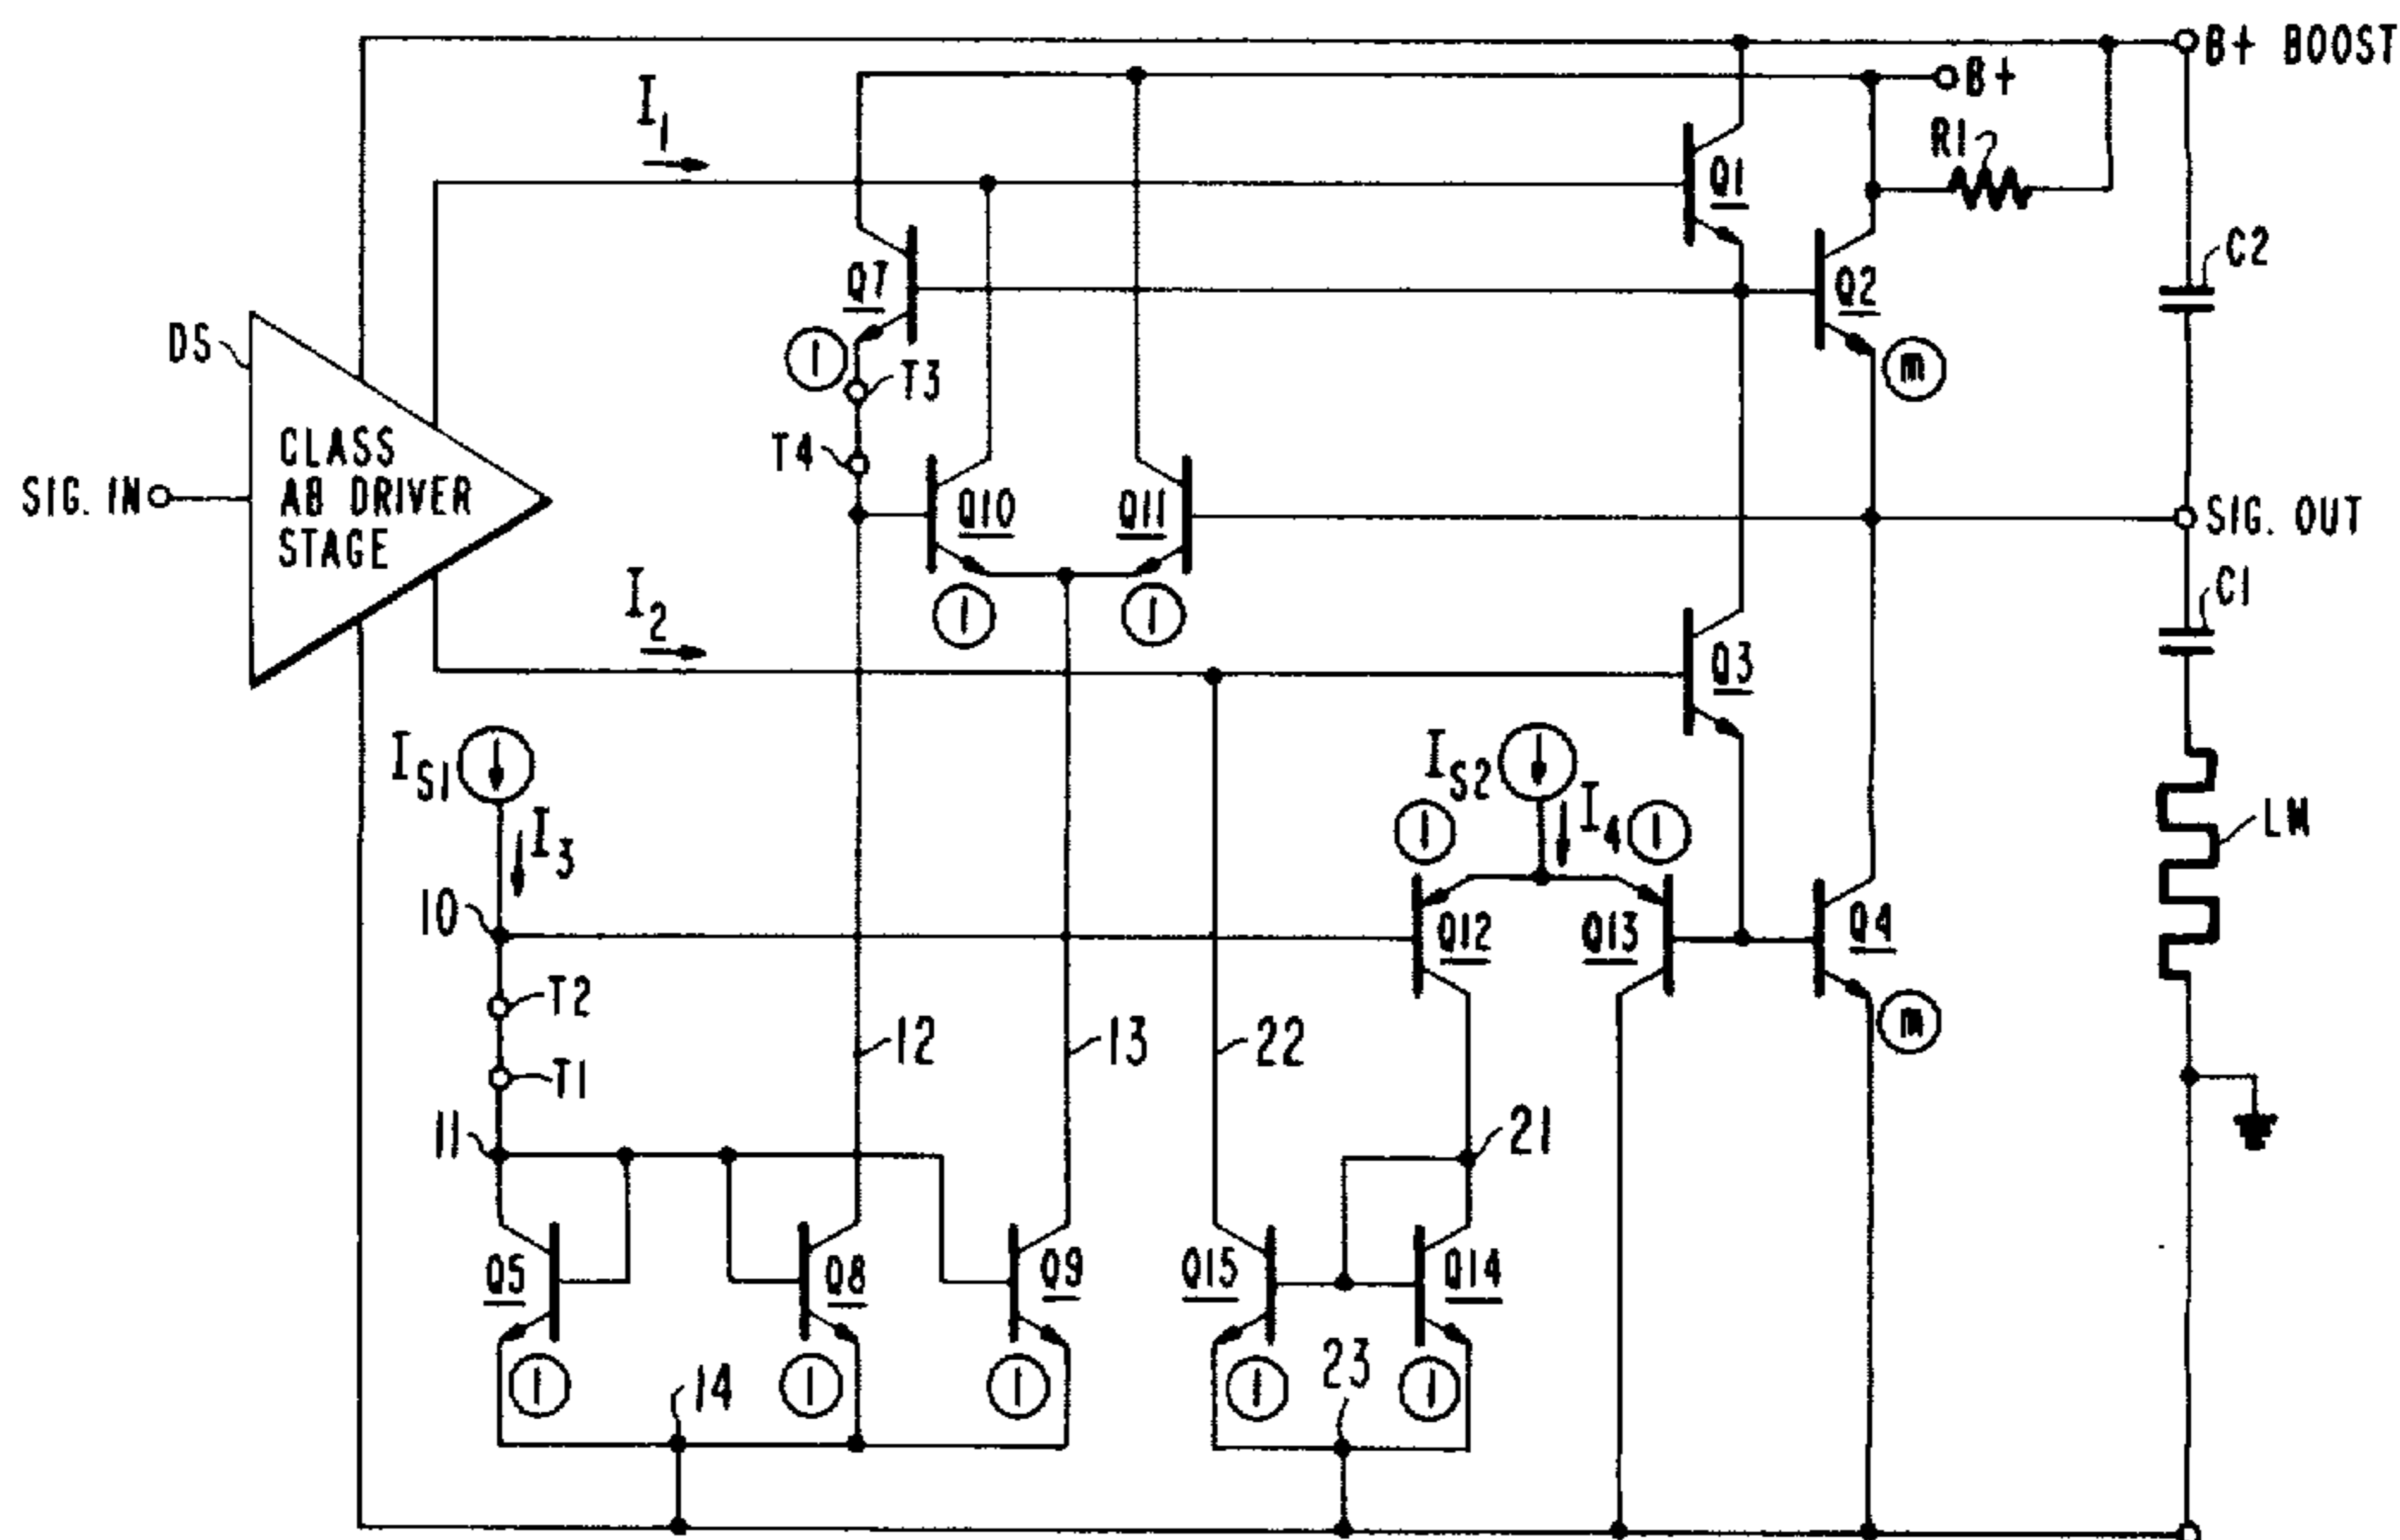 B+ BOOST
B+
I1
R1
Q1
C2
Q7
Q2
DS
1
T3
m
CLASS
AB DRIVER
STAGE
T4
SIG. IN
Q10
Q11
SIG. OUT
I2
1
1
C1
Q3
IS1
IS2
I4
1
1
LM
I3
10
Q12
Q13
Q4
T2
12
13
22
m
T1
11
21
Q5
Q8
Q9
Q15
Q14
1
1
14
1
1
23
1